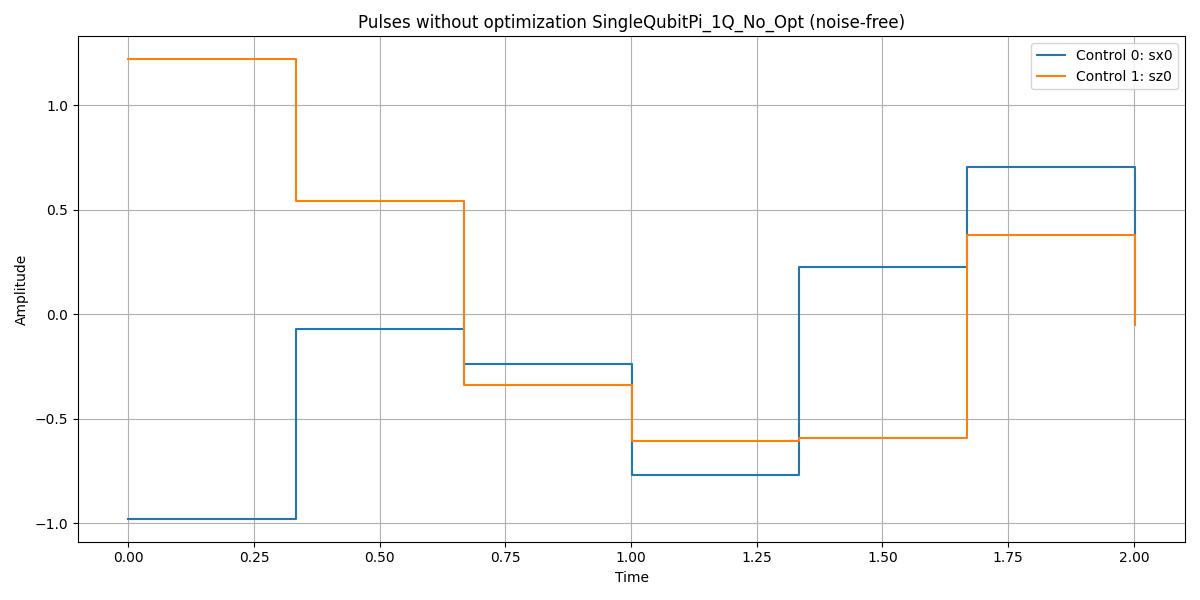 Pulses without optimization SingleQubitPi_1Q_No_Opt (noise-free)
Control 0: sx0
Control 1: sz0
Amplitude
1.0
0.5
0.0
−0.5
−1.0
0.00 0.25 0.50 0.75 1.00 1.25 1.50 1.75 2.00
Time